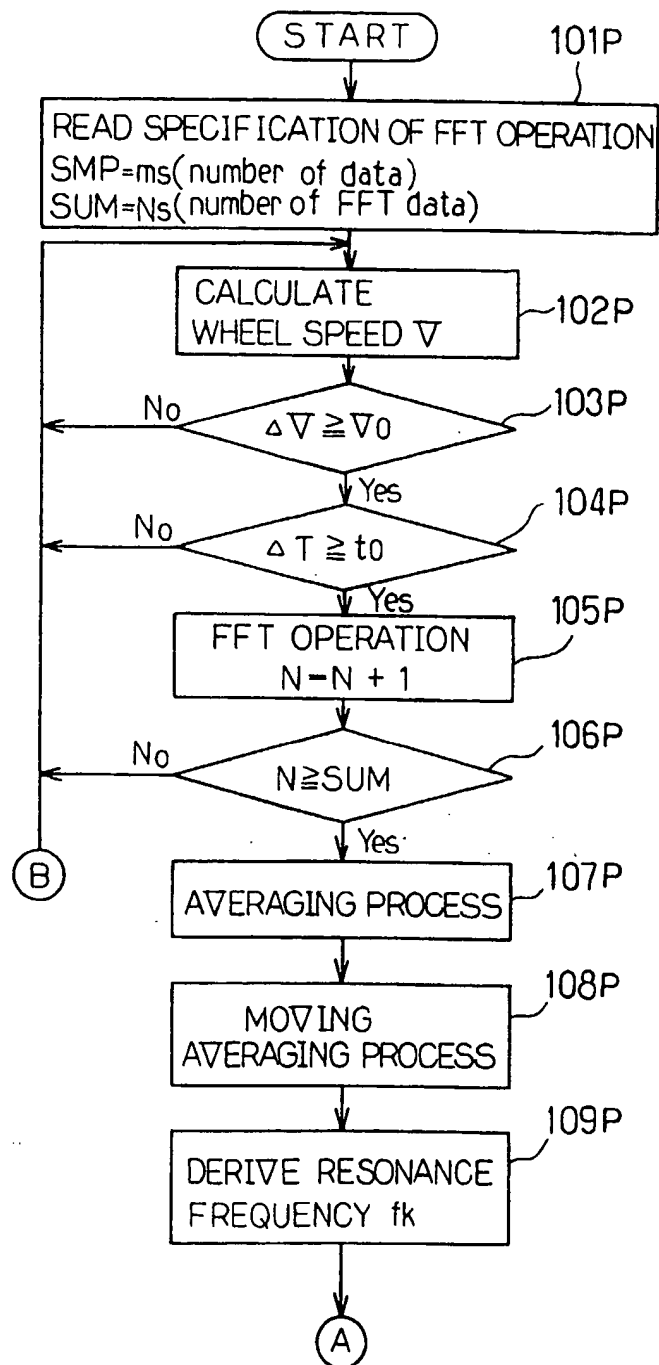 START
101P
READ SPECIFICATION OF FFT OPERATION
SMP=ms(number of data)
SUM=Ns(number of FFT data)
CALCULATE
WHEEL SPEED V
102P
No
ΔV≧V0
103P
Yes
No
ΔT≧t0
104P
Yes
FFT OPERATION
N-N+1
105P
No
N≧SUM
106P
Yes
B
AVERAGING PROCESS
107P
MOVING
AVERAGING PROCESS
108P
DERIVE RESONANCE
FREQUENCY fk
109P
A